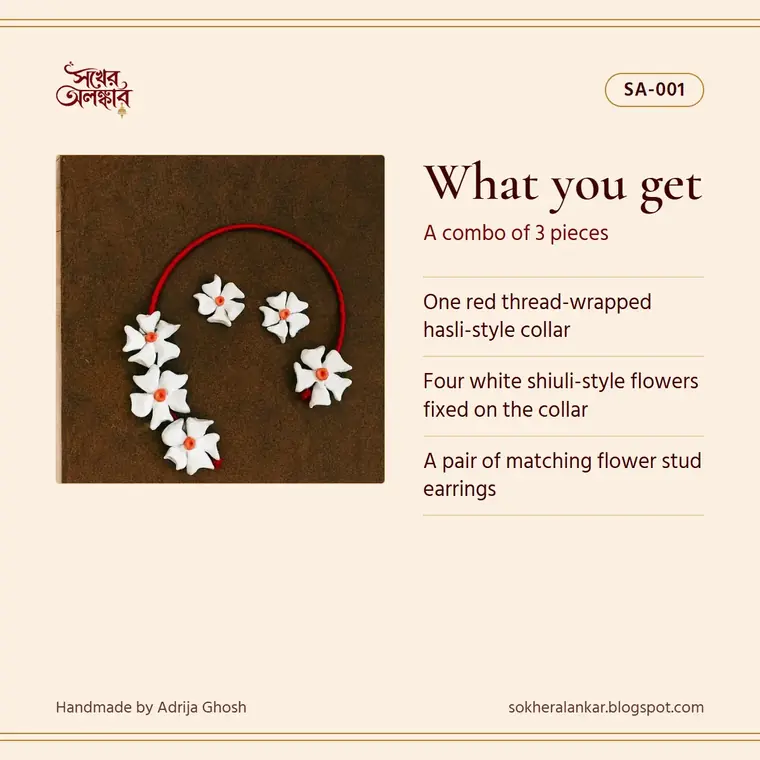 সখের
অলঙ্কার
SA-001
What you get
A combo of 3 pieces
One red thread-wrapped
hasli-style collar
Four white shiuli-style flowers
fixed on the collar
A pair of matching flower stud
earrings
Handmade by Adrija Ghosh
sokheralankar.blogspot.com